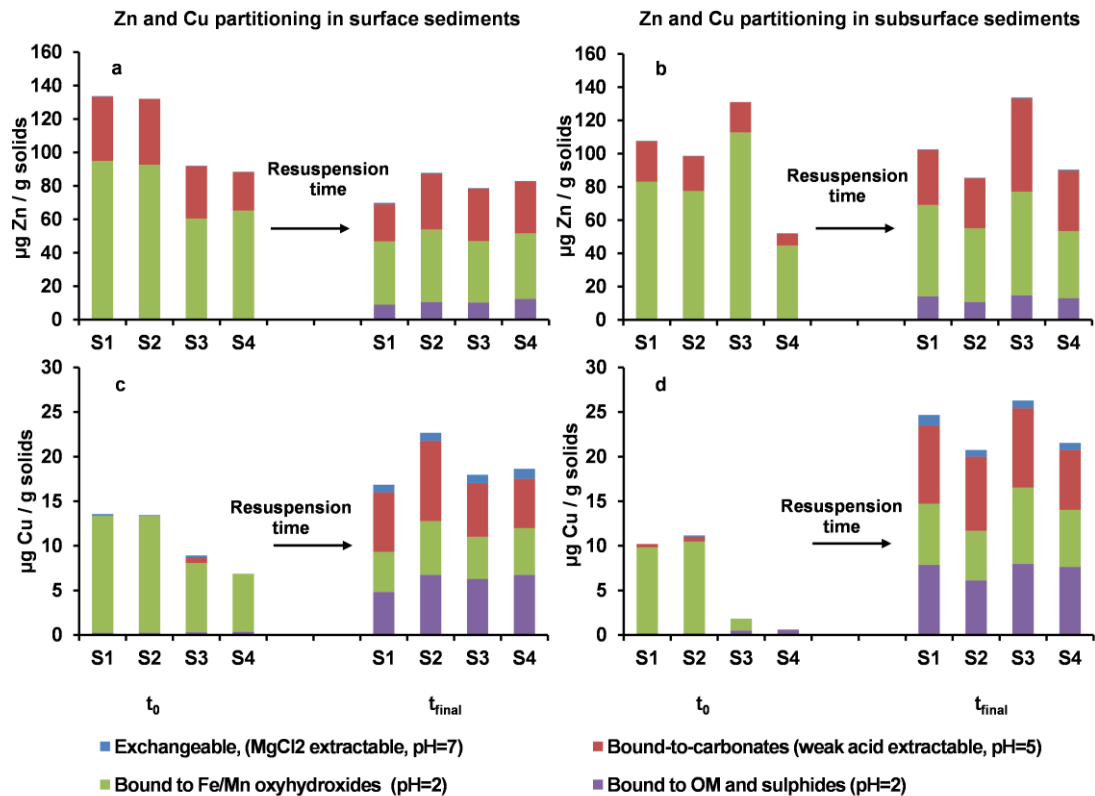 Zn and Cu partitioning in surface sediments
Zn and Cu partitioning in subsurface sediments
a
µg Zn / g solids
160
140
120
100
80
60
40
20
0
Resuspension
time
S1 S2 S3 S4 S1 S2 S3 S4
b
µg Zn / g solids
160
140
120
100
80
60
40
20
0
Resuspension
time
S1 S2 S3 S4 S1 S2 S3 S4
c
µg Cu / g solids
30
25
20
15
10
5
0
Resuspension
time
S1 S2 S3 S4 S1 S2 S3 S4
t0 tfinal
d
µg Cu / g solids
30
25
20
15
10
5
0
Resuspension
time
S1 S2 S3 S4 S1 S2 S3 S4
t0 tfinal
Exchangeable, (MgCl2 extractable, pH=7)
Bound-to-carbonates (weak acid extractable, pH=5)
Bound to Fe/Mn oxyhydroxides (pH=2)
Bound to OM and sulphides (pH=2)